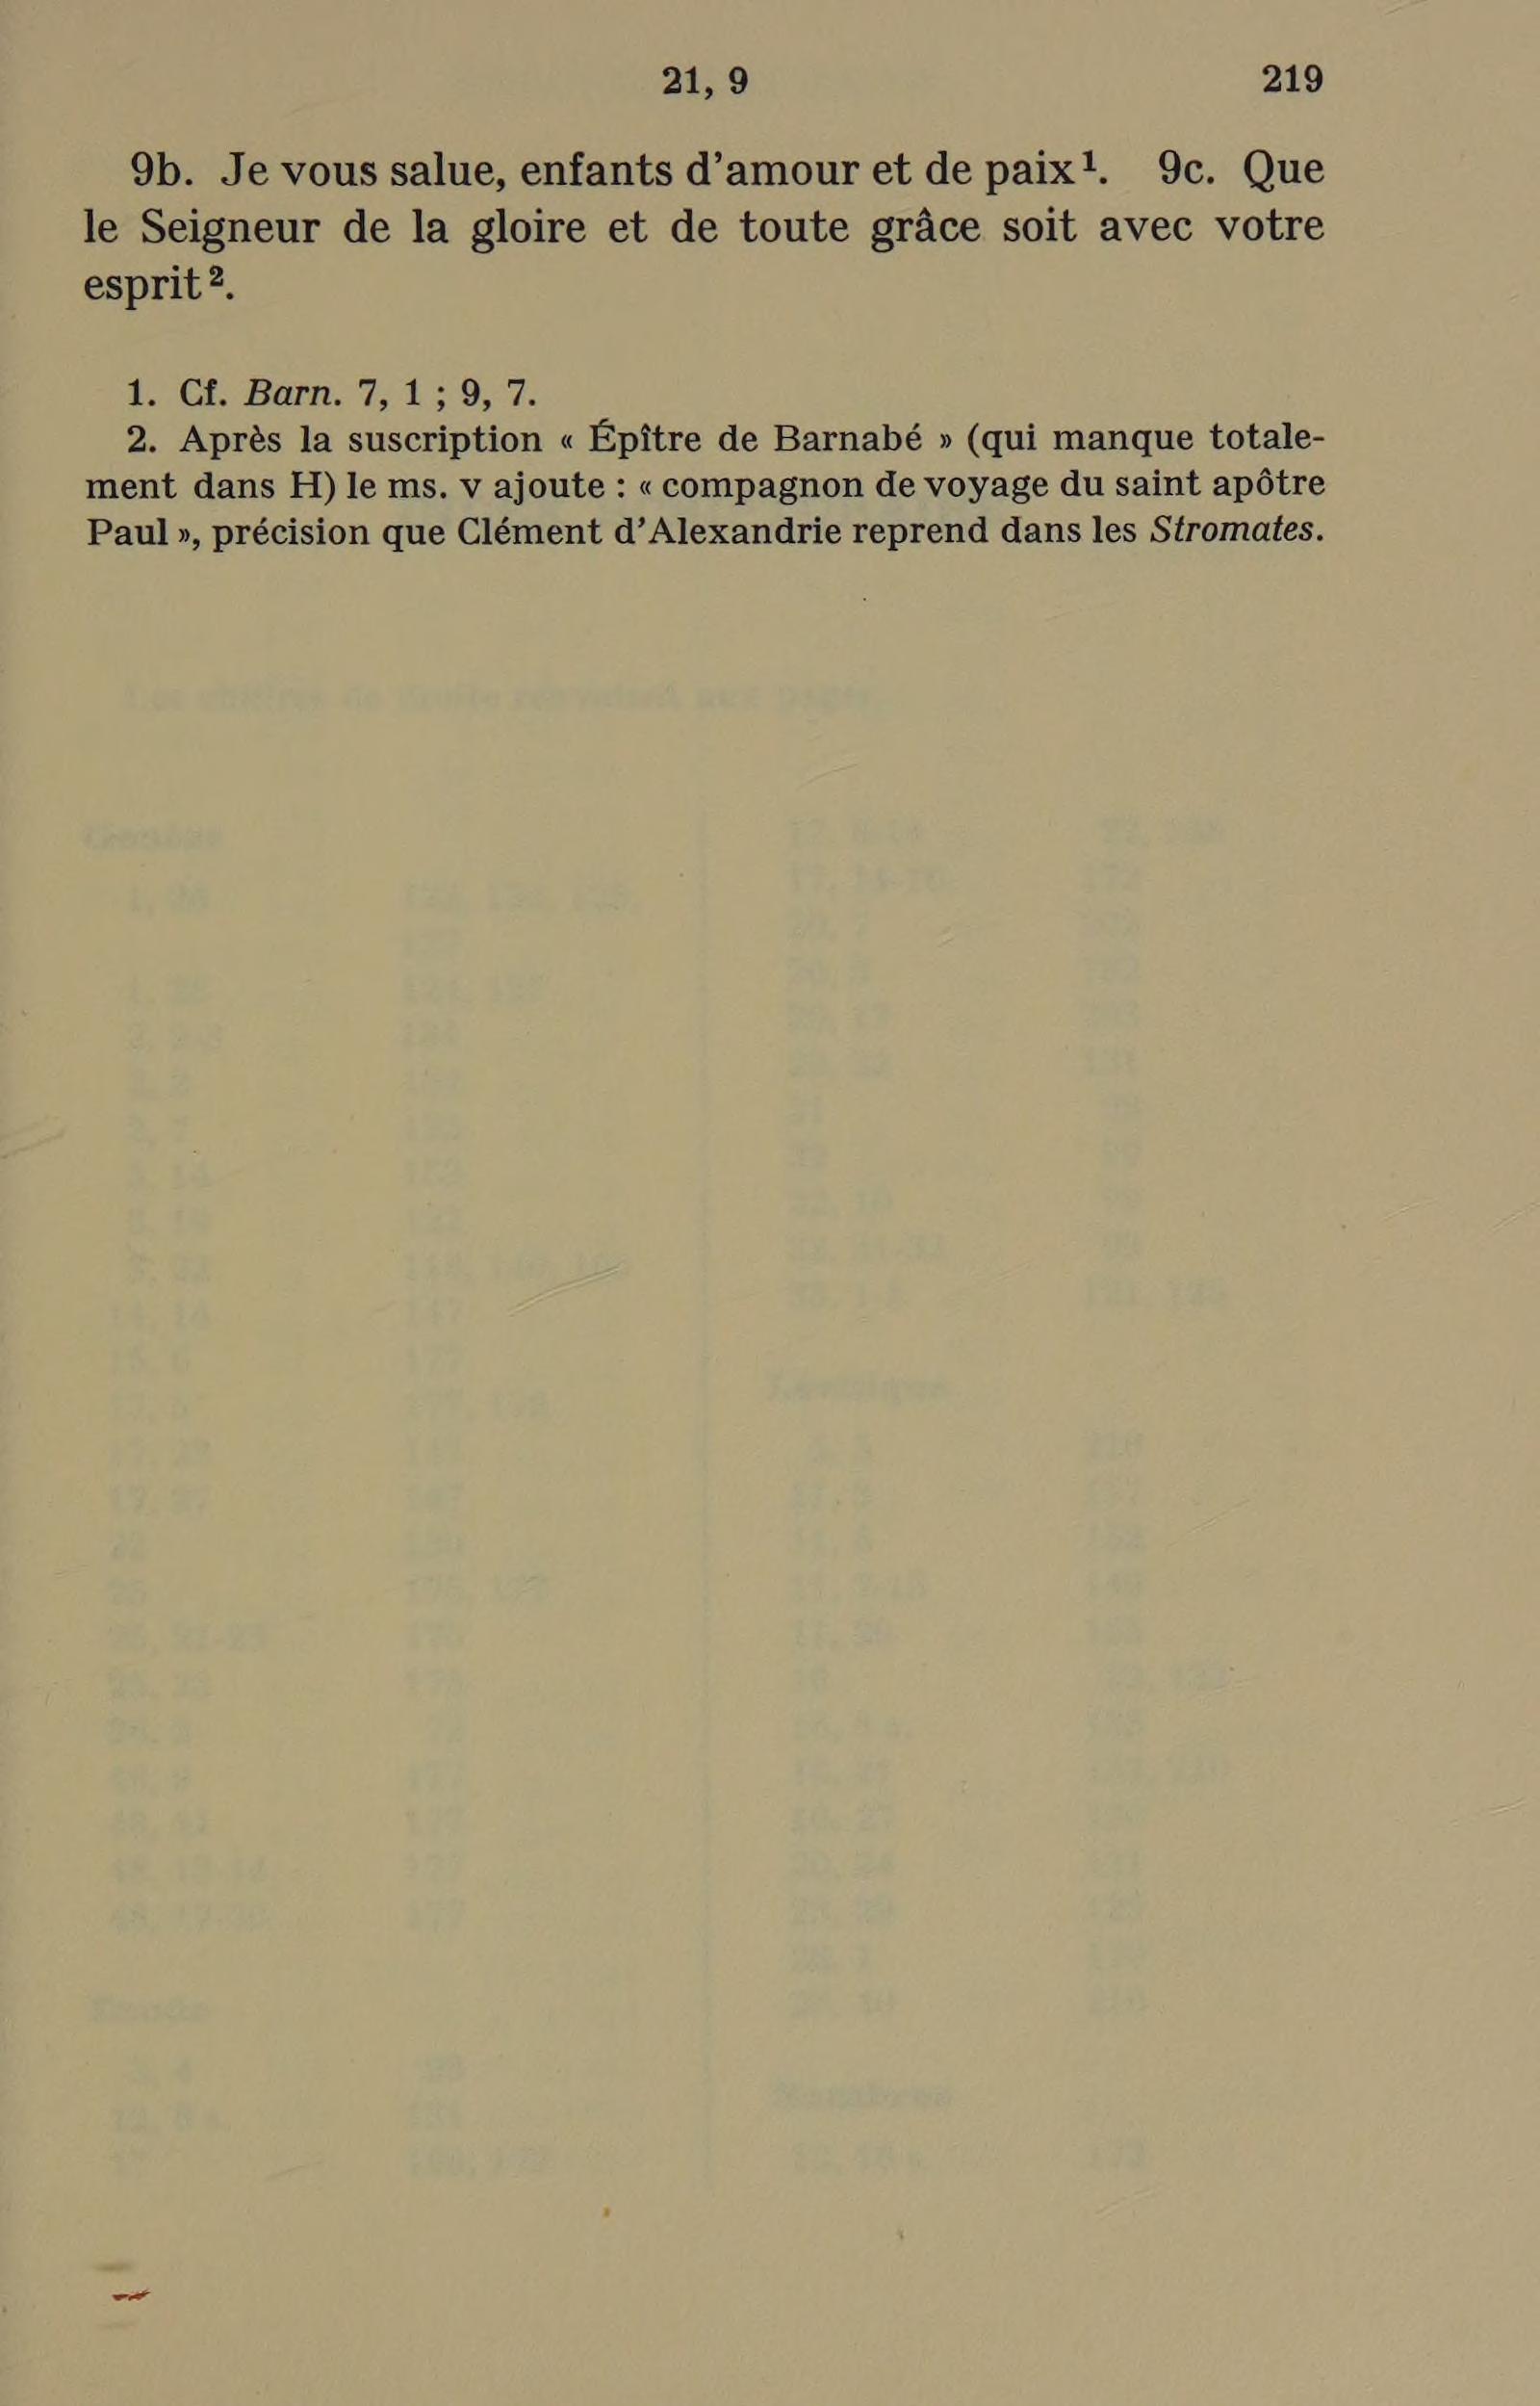 21, 9 219
9b. Je vous salue, enfants d’amour et de paix¹. 9c. Que
le Seigneur de la gloire et de toute grâce soit avec votre
esprit².
1. Cf. Barn. 7, 1 ; 9, 7.
2. Après la suscription « Épître de Barnabé » (qui manque totale-
ment dans H) le ms. v ajoute : « compagnon de voyage du saint apôtre
Paul », précision que Clément d’Alexandrie reprend dans les Stromates.